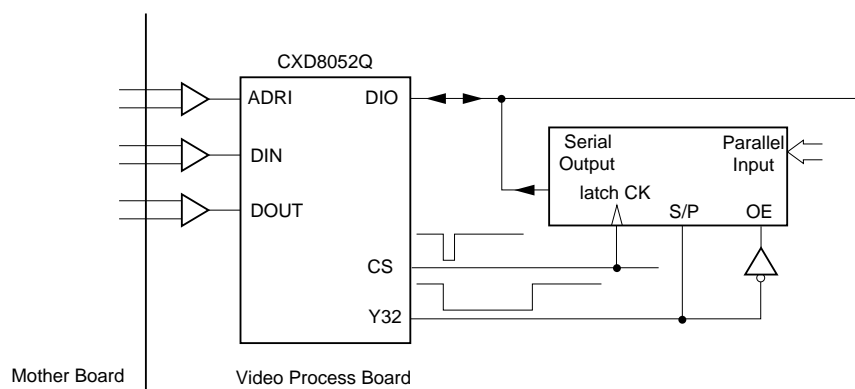 CXD8052Q
ADRI
DIO
DIN
DOUT
CS
Y32
Serial
Output
Parallel
Input
latch CK
S/P
OE
Mother Board
Video Process Board